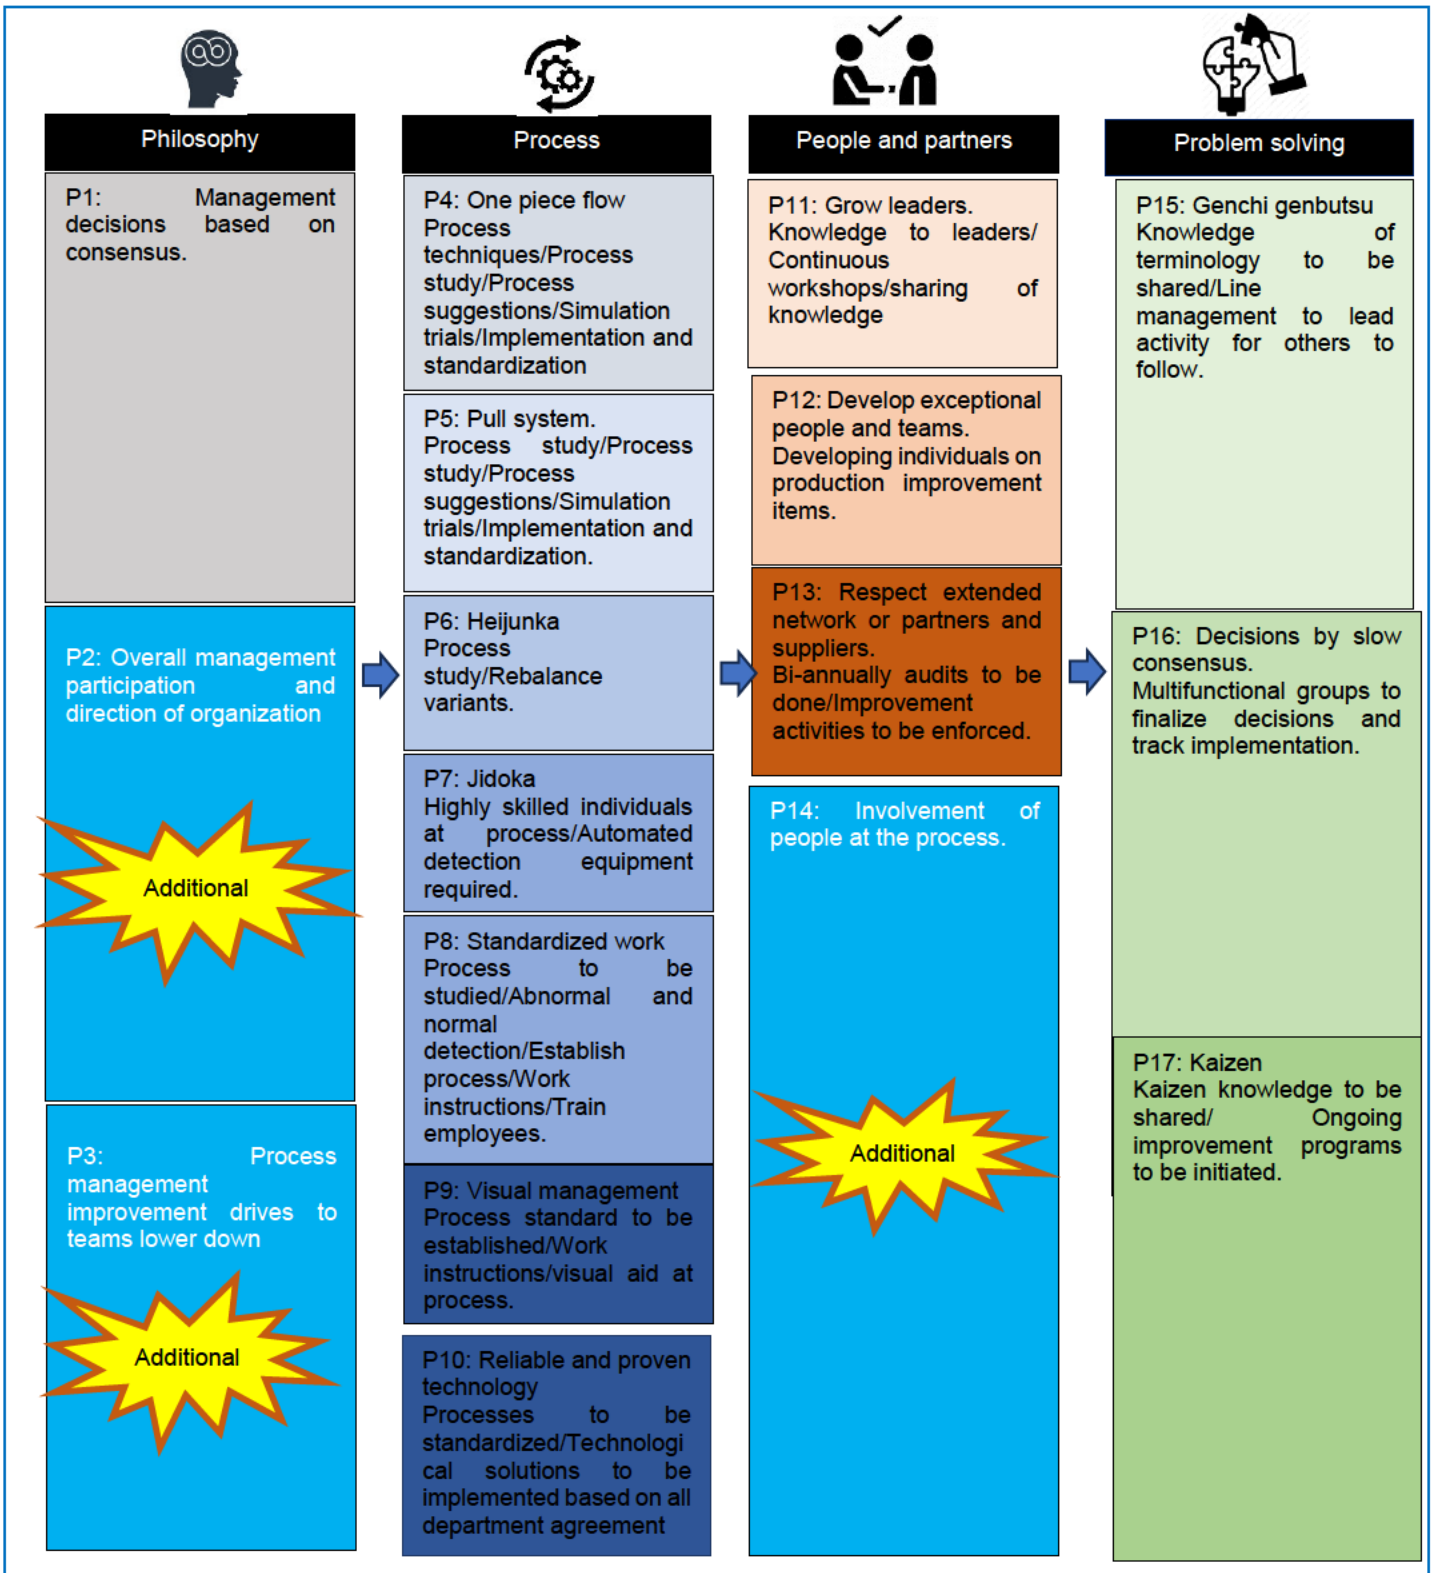 Philosophy
P1: Management
decisions based on
consensus.
P2: Overall management
participation and
direction of organization
Additional
P3: Process
management
improvement drives to
teams lower down
Additional
Process
P4: One piece flow
Process
techniques/Process
study/Process
suggestions/Simulation
trials/Implementation and
standardization
P5: Pull system.
Process study/Process
study/Process
suggestions/Simulation
trials/Implementation and
standardization.
P6: Heijunka
Process
study/Rebalance
variants.
P7: Jidoka
Highly skilled individuals
at process/Automated
detection equipment
required.
P8: Standardized work
Process to be
studied/Abnormal and
normal
detection/Establish
process/Work
instructions/Train
employees.
P9: Visual management
Process standard to be
established/Work
instructions/visual aid at
process.
P10: Reliable and proven
technology
Processes to be
standardized/Technologi
cal solutions to be
implemented based on all
department agreement
People and partners
P11: Grow leaders.
Knowledge to leaders/
Continuous
workshops/sharing of
knowledge
P12: Develop exceptional
people and teams.
Developing individuals on
production improvement
items.
P13: Respect extended
network or partners and
suppliers.
Bi-annually audits to be
done/Improvement
activities to be enforced.
P14: Involvement of
people at the process.
Additional
Problem solving
P15: Genchi genbutsu
Knowledge of
terminology to be
shared/Line
management to lead
activity for others to
follow.
P16: Decisions by slow
consensus.
Multifunctional groups to
finalize decisions and
track implementation.
P17: Kaizen
Kaizen knowledge to be
shared/ Ongoing
improvement programs
to be initiated.